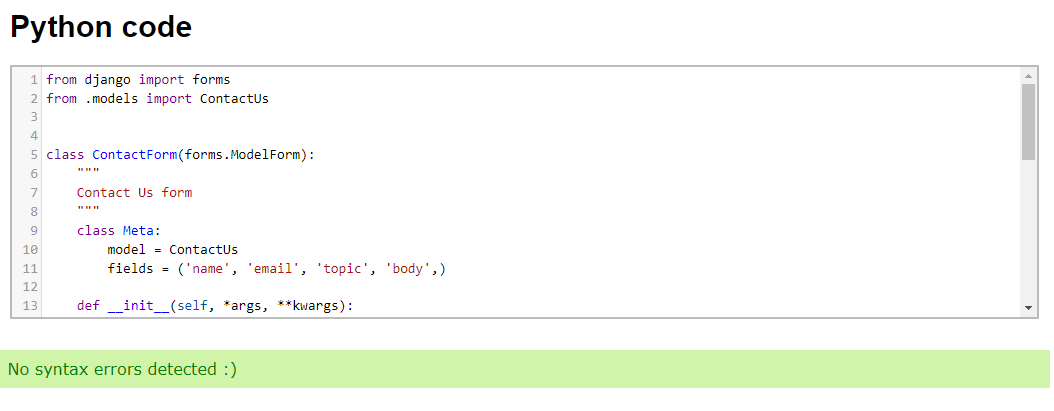 Python code
1 from django import forms
2 from .models import ContactUs
3
4
5 class ContactForm(forms.ModelForm):
6     """
7     Contact Us form
8     """
9     class Meta:
10         model = ContactUs
11         fields = ('name', 'email', 'topic', 'body',)
12
13     def __init__(self, *args, **kwargs):
No syntax errors detected :)